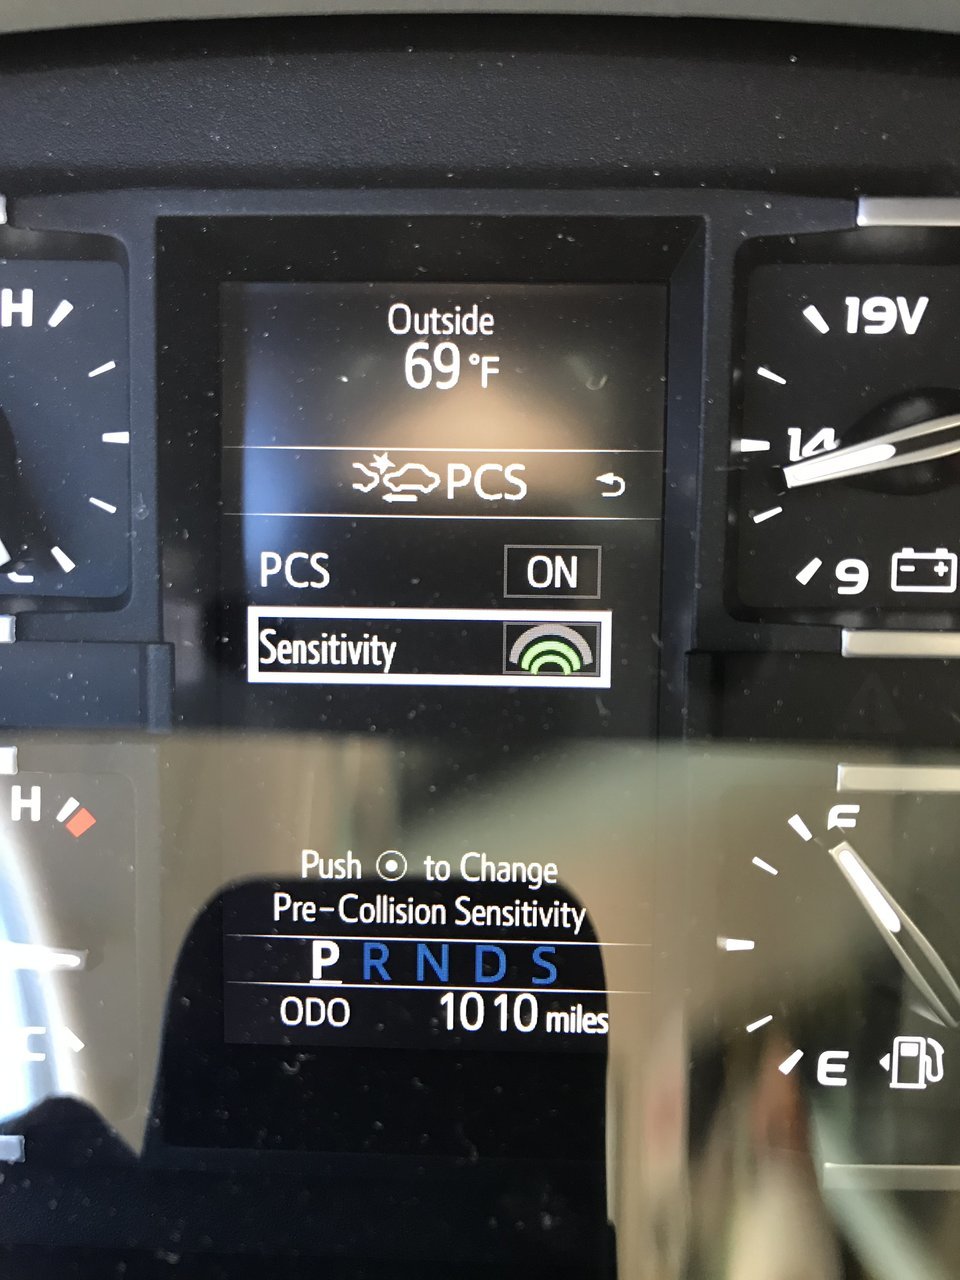 Outside
69°F
H
19V
PCS
14
PCS ON
9
C
Sensitivity
H
F
Push to Change
Pre-Collision Sensitivity
P R N D S
ODO 1010 miles
C
E